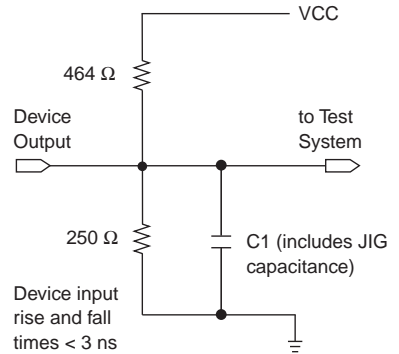 VCC
464 Ω
Device
Output
to Test
System
250 Ω
C1 (includes JIG
capacitance)
Device input
rise and fall
times < 3 ns